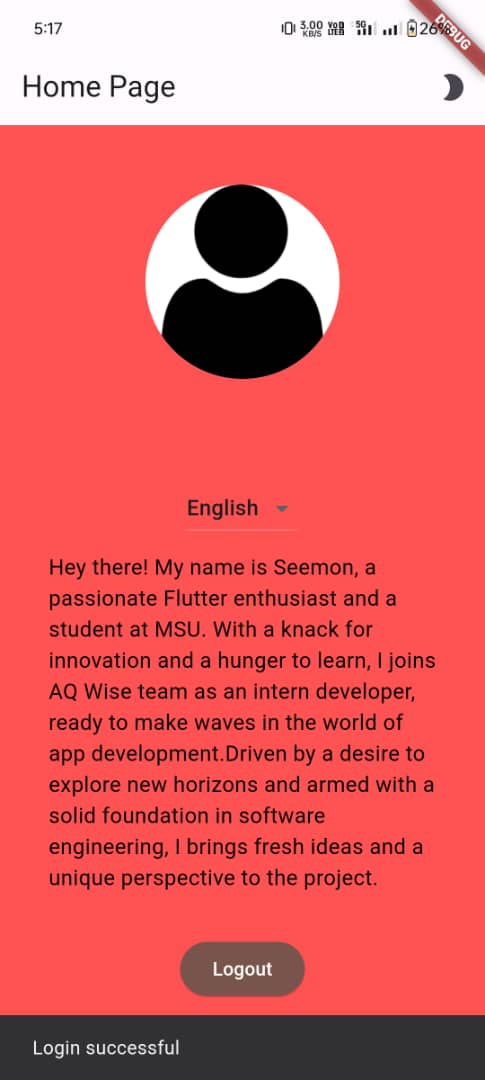 5:17
3.00 KB/S Vo LTE 5G 26%
DEBUG
Home Page
English
Hey there! My name is Seemon, a
passionate Flutter enthusiast and a
student at MSU. With a knack for
innovation and a hunger to learn, I joins
AQ Wise team as an intern developer,
ready to make waves in the world of
app development.Driven by a desire to
explore new horizons and armed with a
solid foundation in software
engineering, I brings fresh ideas and a
unique perspective to the project.
Logout
Login successful